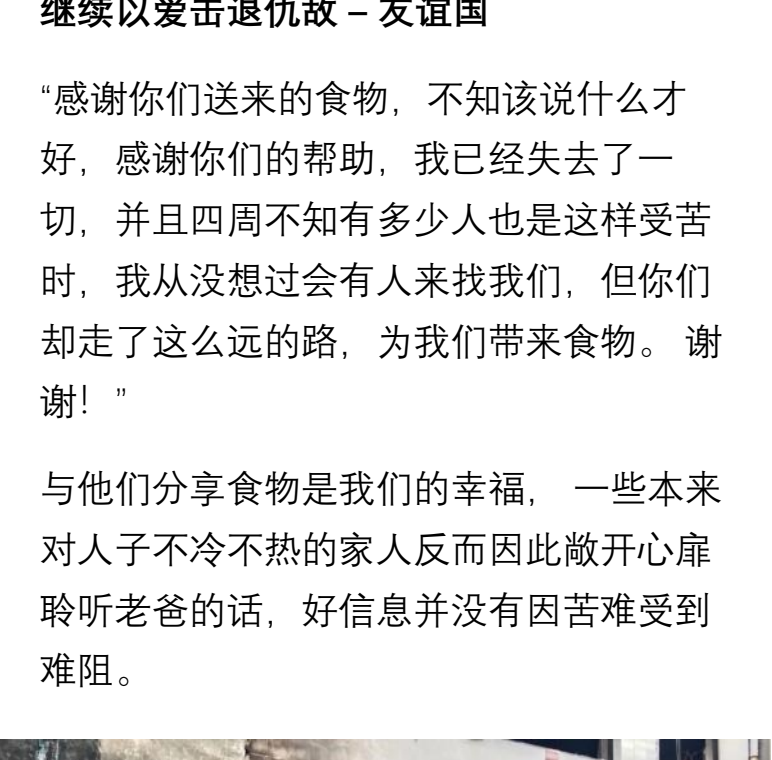 继续以爱击退仇敌 – 友谊国
“感谢你们送来的食物，不知该说什么才
好，感谢你们的帮助，我已经失去了一
切，并且四周不知有多少人也是这样受苦
时，我从没想过会有人来找我们，但你们
却走了这么远的路，为我们带来食物。 谢
谢！”
与他们分享食物是我们的幸福， 一些本来
对人子不冷不热的家人反而因此敞开心扉
聆听老爸的话，好信息并没有因苦难受到
难阻。